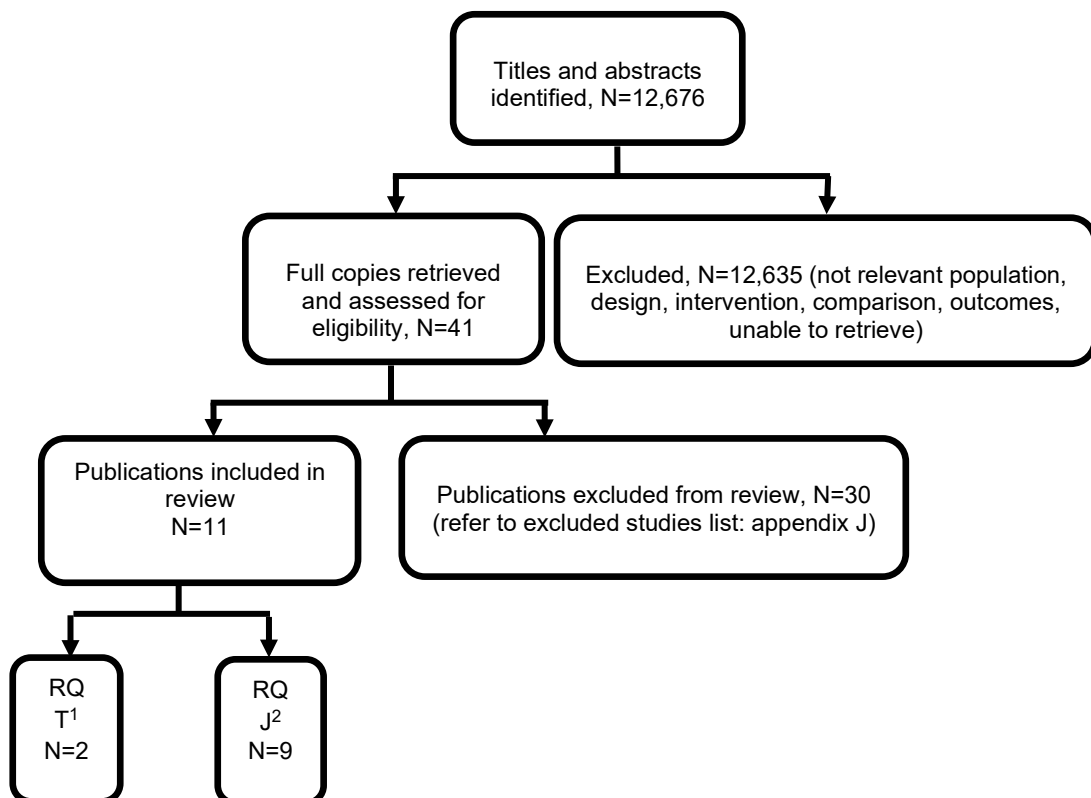 Titles and abstracts
identified, N=12,676
Full copies retrieved
and assessed for
eligibility, N=41
Excluded, N=12,635 (not relevant population,
design, intervention, comparison, outcomes,
unable to retrieve)
Publications included in
review
N=11
Publications excluded from review, N=30
(refer to excluded studies list: appendix J)
RQ
T¹
N=2
RQ
J²
N=9